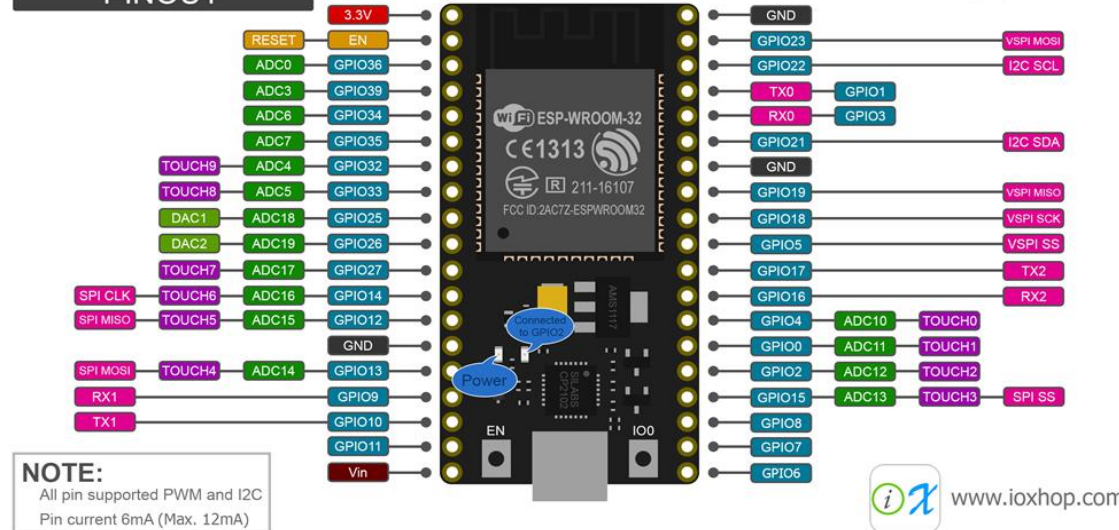 PINOUT
3.3V
RESET EN
ADC0 GPIO36
ADC3 GPIO39
ADC6 GPIO34
ADC7 GPIO35
TOUCH9 ADC4 GPIO32
TOUCH8 ADC5 GPIO33
DAC1 ADC18 GPIO25
DAC2 ADC19 GPIO26
TOUCH7 ADC17 GPIO27
SPI CLK TOUCH6 ADC16 GPIO14
SPI MISO TOUCH5 ADC15 GPIO12
GND
SPI MOSI TOUCH4 ADC14 GPIO13
RX1 GPIO9
TX1 GPIO10
GPIO11
Vin
WiFi ESP-WROOM-32
CE1313
R 211-16107
FCC ID:2AC7Z-ESPWROOM32
AMS1117
Connected
to GPIO2
Power
SILABS
CP2102
EN
IO0
GND
GPIO23 VSPI MOSI
GPIO22 I2C SCL
TX0 GPIO1
RX0 GPIO3
GPIO21 I2C SDA
GND
GPIO19 VSPI MISO
GPIO18 VSPI SCK
GPIO5 VSPI SS
GPIO17 TX2
GPIO16 RX2
GPIO4 ADC10 TOUCH0
GPIO0 ADC11 TOUCH1
GPIO2 ADC12 TOUCH2
GPIO15 ADC13 TOUCH3 SPI SS
GPIO8
GPIO7
GPIO6
NOTE:
All pin supported PWM and I2C
Pin current 6mA (Max. 12mA)
iX www.ioxhop.com